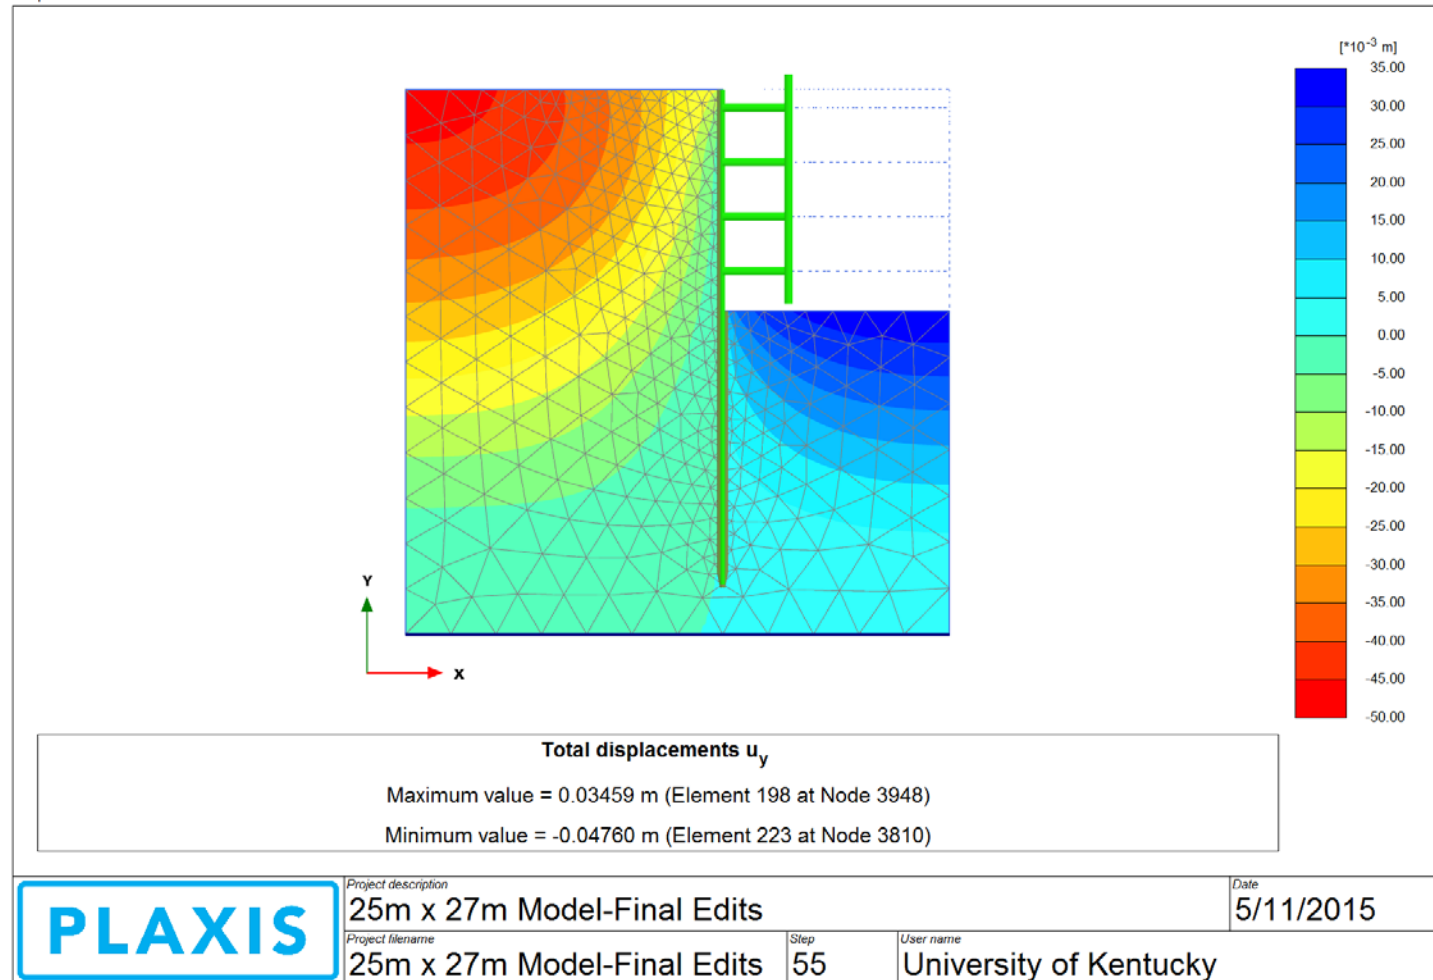 [*10-3 m]
35.00
30.00
25.00
20.00
15.00
10.00
5.00
0.00
-5.00
-10.00
-15.00
-20.00
-25.00
-30.00
-35.00
-40.00
-45.00
-50.00
Y
x
Total displacements uy
Maximum value = 0.03459 m (Element 198 at Node 3948)
Minimum value = -0.04760 m (Element 223 at Node 3810)
PLAXIS
Project description
25m x 27m Model-Final Edits
Date
5/11/2015
Project filename
25m x 27m Model-Final Edits
Step
55
User name
University of Kentucky